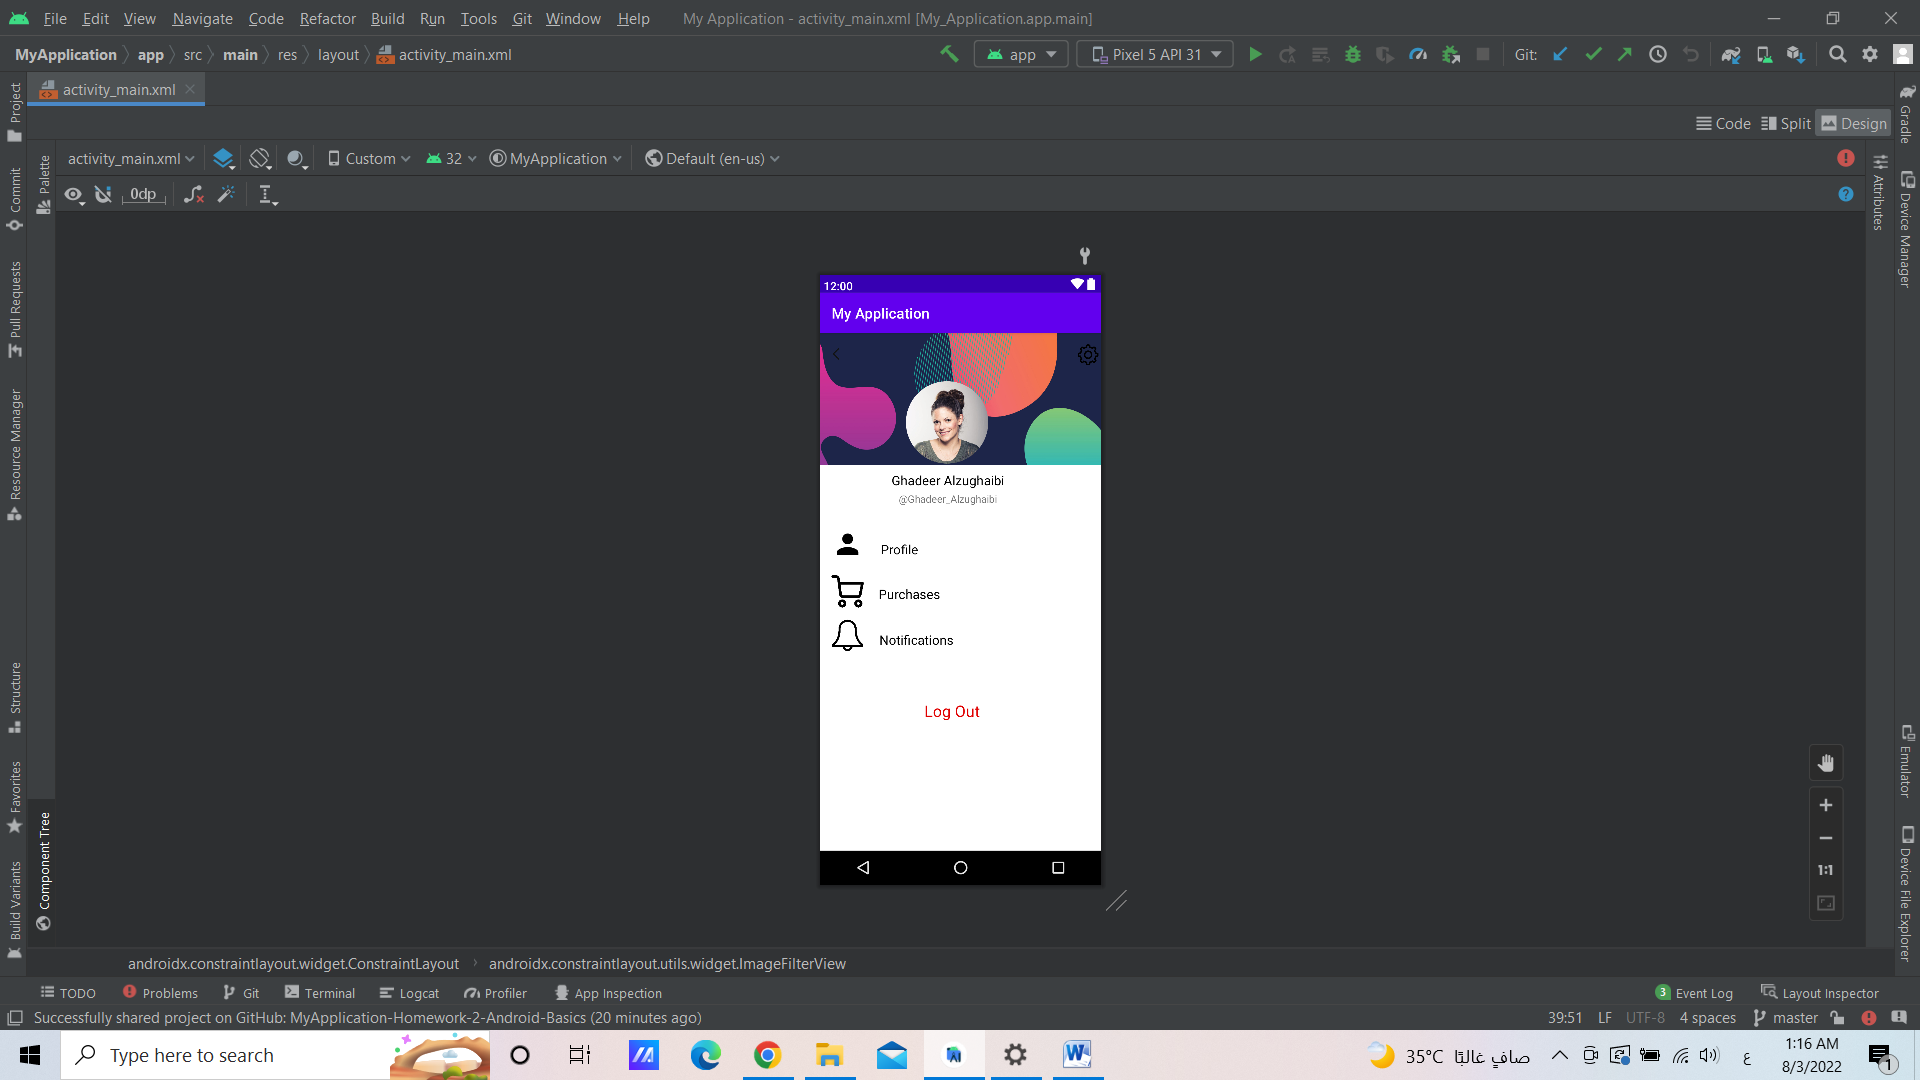 File Edit View Navigate Code Refactor Build Run Tools Git Window Help My Application - activity_main.xml [My_Application.app.main]
MyApplication app src main res layout activity_main.xml app Pixel 5 API 31 Git:
activity_main.xml
Code Split Design
activity_main.xml Custom 32 MyApplication Default (en-us)
0dp
Project
Commit
Pull Requests
Resource Manager
Structure
Favorites
Build Variants
Palette
Component Tree
12:00
My Application
Ghadeer Alzughaibi
@Ghadeer_Alzughaibi
Profile
Purchases
Notifications
Log Out
1:1
Attributes
Gradle
Device Manager
Emulator
Device File Explorer
androidx.constraintlayout.widget.ConstraintLayout androidx.constraintlayout.utils.widget.ImageFilterView
TODO Problems Git Terminal Logcat Profiler App Inspection 3 Event Log Layout Inspector
Successfully shared project on GitHub: MyApplication-Homework-2-Android-Basics (20 minutes ago) 39:51 LF UTF-8 4 spaces master
Type here to search 35°C صافٍ غالبًا ع 1:16 AM
8/3/2022 1